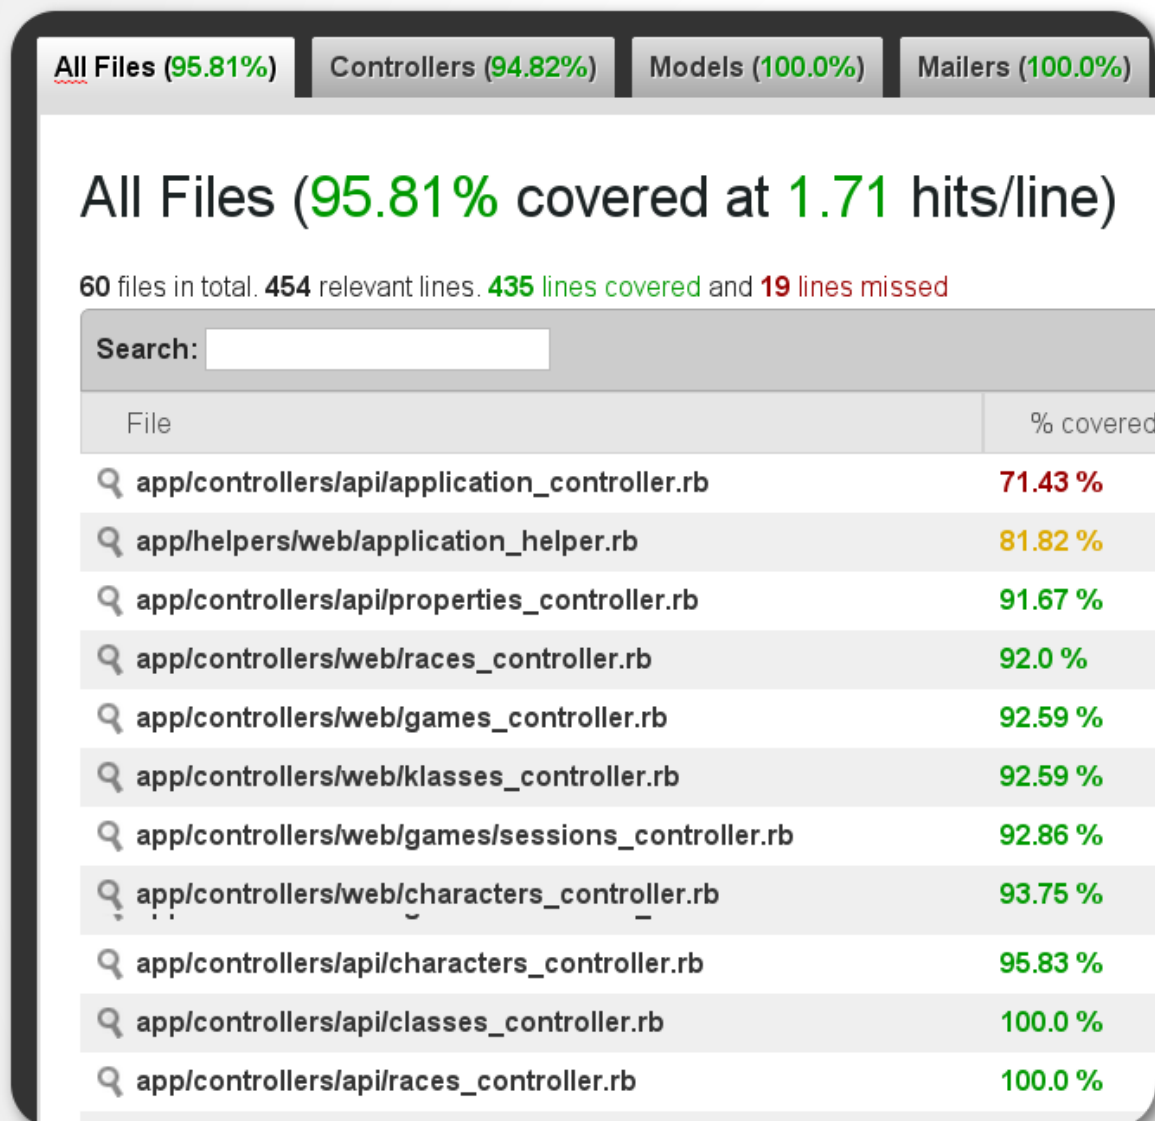 All Files (95.81%) Controllers (94.82%) Models (100.0%) Mailers (100.0%)
All Files (95.81% covered at 1.71 hits/line)
60 files in total. 454 relevant lines. 435 lines covered and 19 lines missed
Search:
File % covered
app/controllers/api/application_controller.rb 71.43 %
app/helpers/web/application_helper.rb 81.82 %
app/controllers/api/properties_controller.rb 91.67 %
app/controllers/web/races_controller.rb 92.0 %
app/controllers/web/games_controller.rb 92.59 %
app/controllers/web/klasses_controller.rb 92.59 %
app/controllers/web/games/sessions_controller.rb 92.86 %
app/controllers/web/characters_controller.rb 93.75 %
app/controllers/api/characters_controller.rb 95.83 %
app/controllers/api/classes_controller.rb 100.0 %
app/controllers/api/races_controller.rb 100.0 %